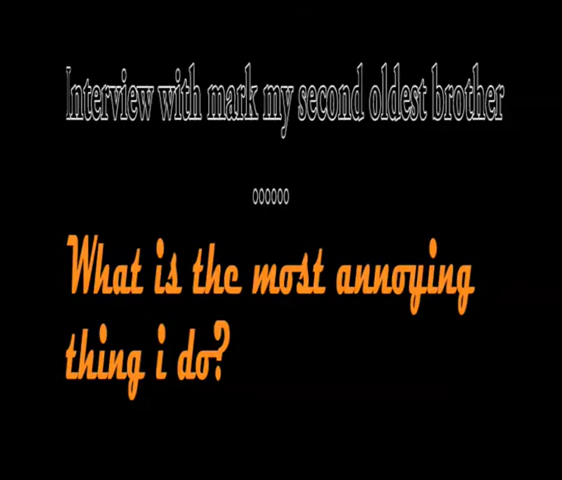 Interview with mark my second oldest brother
......
What is the most annoying
thing i do?